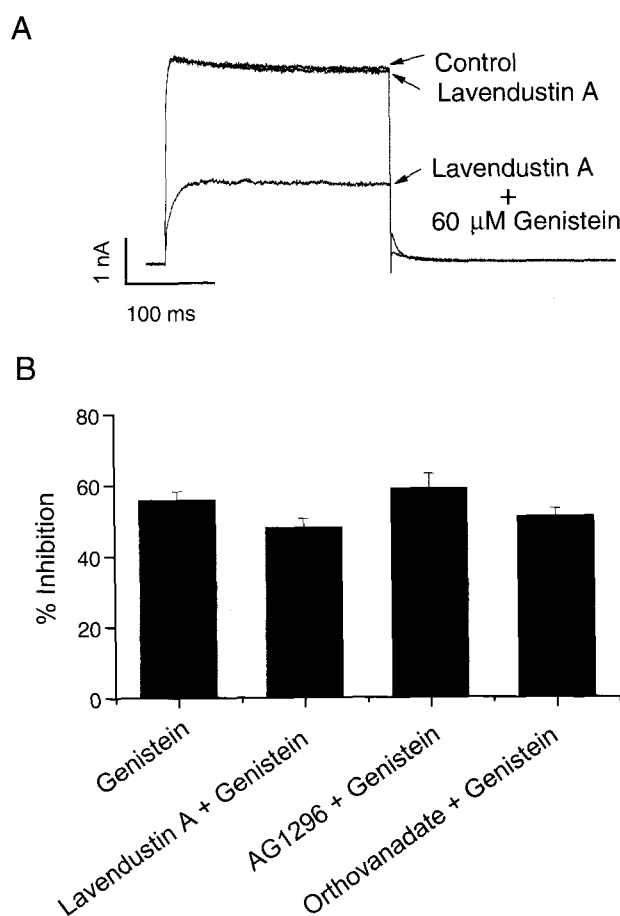 A
Control
Lavendustin A
Lavendustin A
+
60 μM Genistein
1 nA
100 ms
B
% Inhibition
80
60
40
20
0
Genistein
Lavendustin A + Genistein
AG1296 + Genistein
Orthovanadate + Genistein